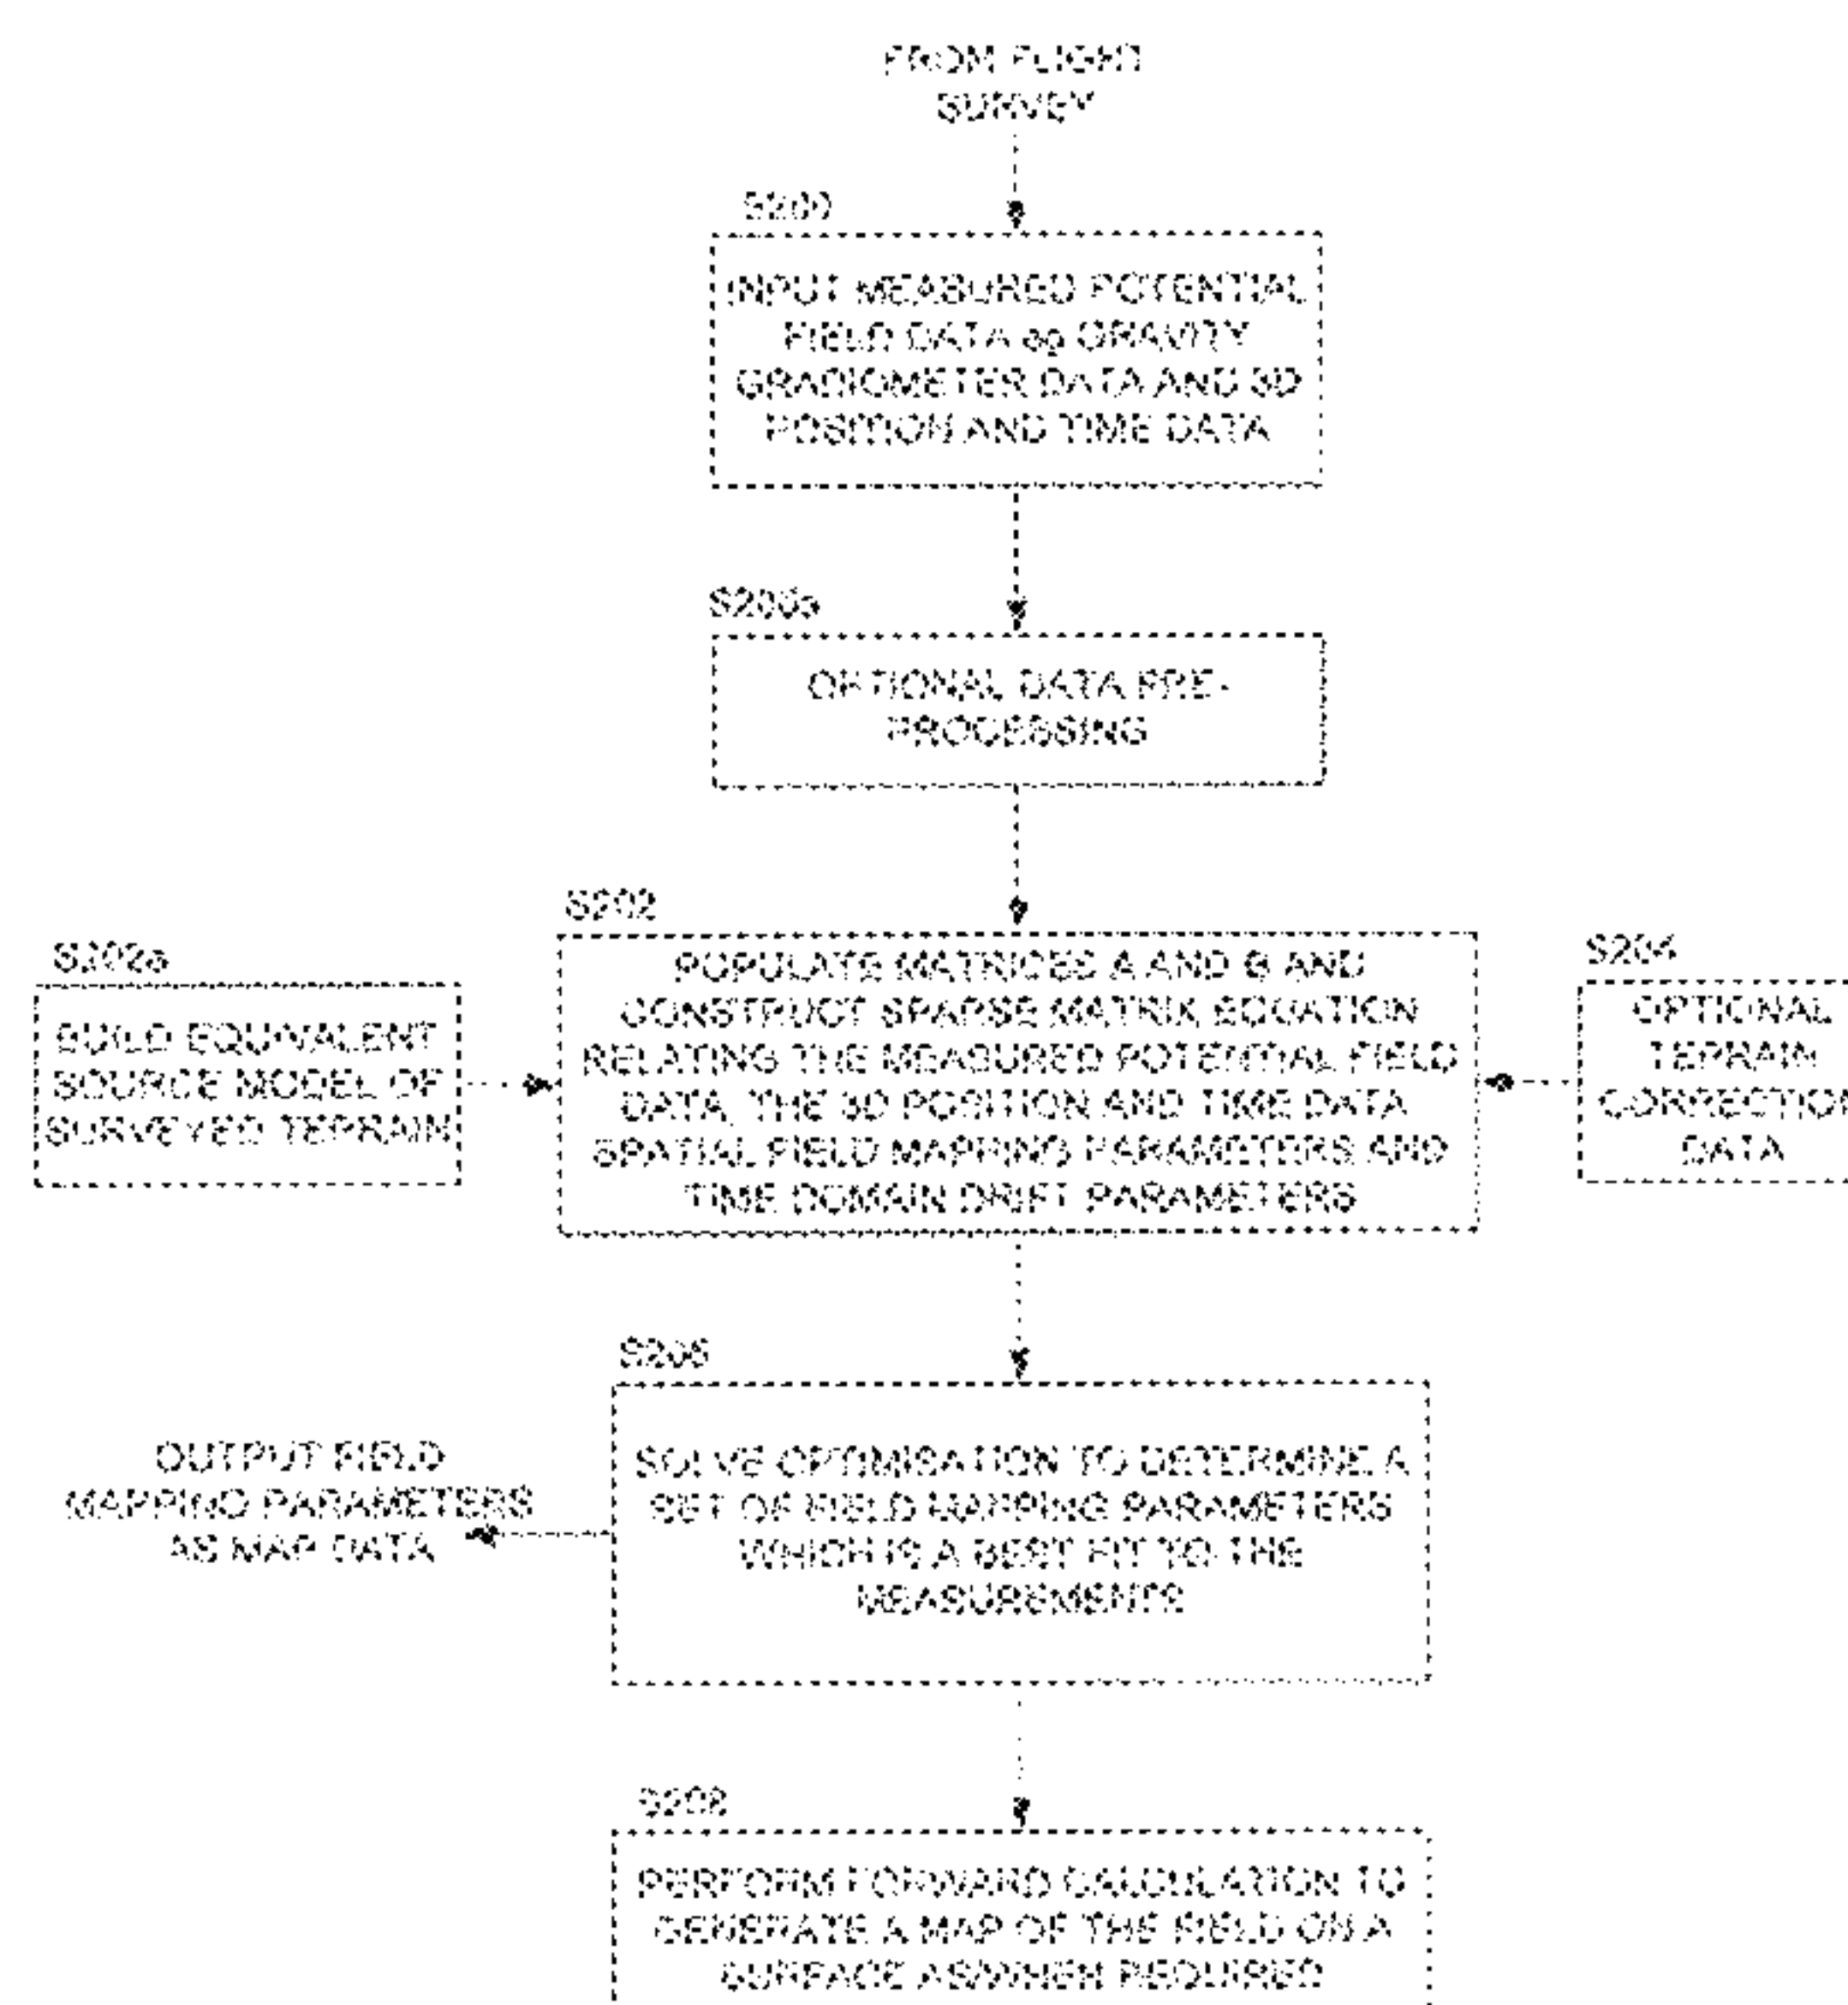 FROM FLIGHT
SURVEY
S200
INPUT MEASURED POTENTIAL
FIELD DATA eg GRAVITY
GRADIOMETER DATA AND 3D
POSITION AND TIME DATA
OPTIONAL DATA PRE-
PROCESSING
S202
POPULATE MATRICES A AND B AND
CONSTRUCT SPARSE MATRIX EQUATION
RELATING THE MEASURED POTENTIAL FIELD
DATA, THE 3D POSITION AND TIME DATA
SPATIAL FIELD MAPPING PARAMETERS AND
TIME DOMAIN DRIFT PARAMETERS
S202a
BUILD EQUIVALENT
SOURCE MODEL OF
SURVEYED TERRAIN
S204
OPTIONAL
TERRAIN
CORRECTION
DATA
S206
SOLVE OPTIMISATION TO DETERMINE A
SET OF FIELD MAPPING PARAMETERS
WHICH IS A BEST FIT TO THE
MEASUREMENTS
OUTPUT FIELD
MAPPING PARAMETERS
AS MAP DATA
S208
PERFORM FORWARD CALCULATION TO
GENERATE A MAP OF THE FIELD ON A
SURFACE AS/WHEN REQUIRED